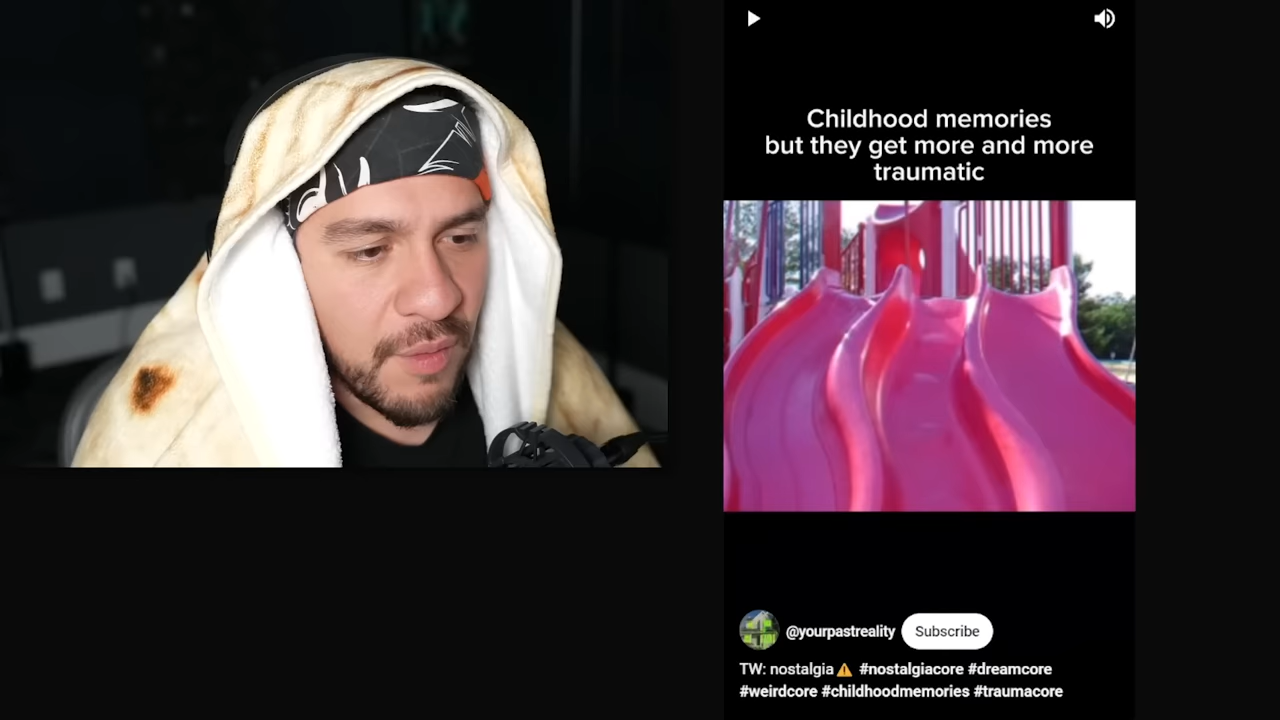 Childhood memories
but they get more and more
traumatic
@yourpastreality Subscribe
TW: nostalgia⚠️ #nostalgiacore #dreamcore
#weirdcore #childhoodmemories #traumacore